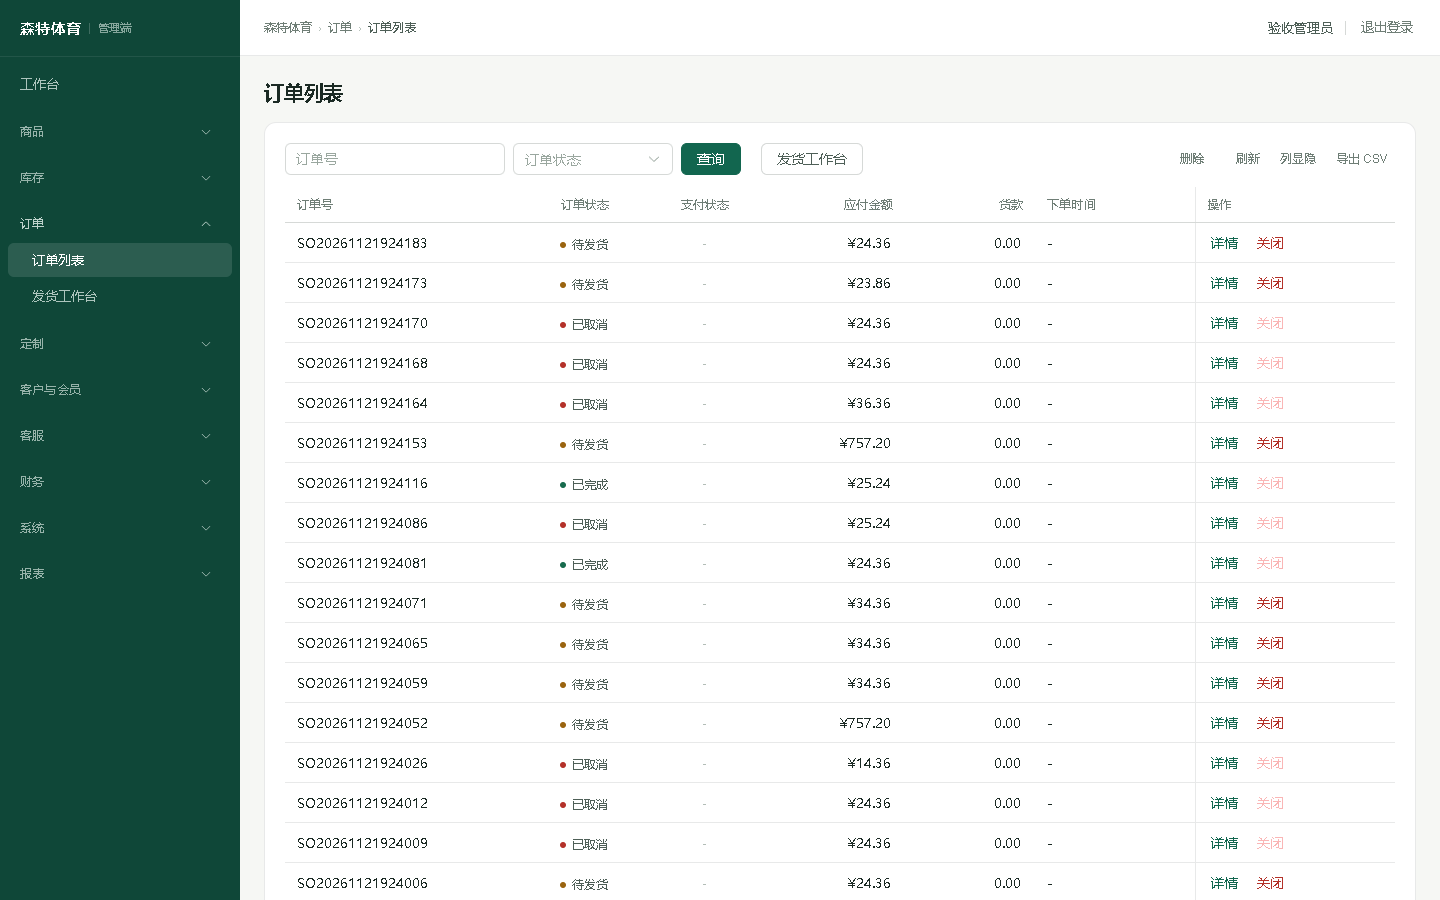 森特体育 管理端
森特体育 › 订单 › 订单列表
验收管理员 退出登录
工作台
商品
库存
订单
订单列表
发货工作台
定制
客户与会员
客服
财务
系统
报表
订单列表
订单号 订单状态 查询 发货工作台 删除 刷新 列显隐 导出 CSV
订单号 订单状态 支付状态 应付金额 货款 下单时间 操作
SO20261121924183 待发货 - ¥24.36 0.00 - 详情 关闭
SO20261121924173 待发货 - ¥23.86 0.00 - 详情 关闭
SO20261121924170 已取消 - ¥24.36 0.00 - 详情 关闭
SO20261121924168 已取消 - ¥24.36 0.00 - 详情 关闭
SO20261121924164 已取消 - ¥36.36 0.00 - 详情 关闭
SO20261121924153 待发货 - ¥757.20 0.00 - 详情 关闭
SO20261121924116 已完成 - ¥25.24 0.00 - 详情 关闭
SO20261121924086 已取消 - ¥25.24 0.00 - 详情 关闭
SO20261121924081 已完成 - ¥24.36 0.00 - 详情 关闭
SO20261121924071 待发货 - ¥34.36 0.00 - 详情 关闭
SO20261121924065 待发货 - ¥34.36 0.00 - 详情 关闭
SO20261121924059 待发货 - ¥34.36 0.00 - 详情 关闭
SO20261121924052 待发货 - ¥757.20 0.00 - 详情 关闭
SO20261121924026 已取消 - ¥14.36 0.00 - 详情 关闭
SO20261121924012 已取消 - ¥24.36 0.00 - 详情 关闭
SO20261121924009 已取消 - ¥24.36 0.00 - 详情 关闭
SO20261121924006 待发货 - ¥24.36 0.00 - 详情 关闭